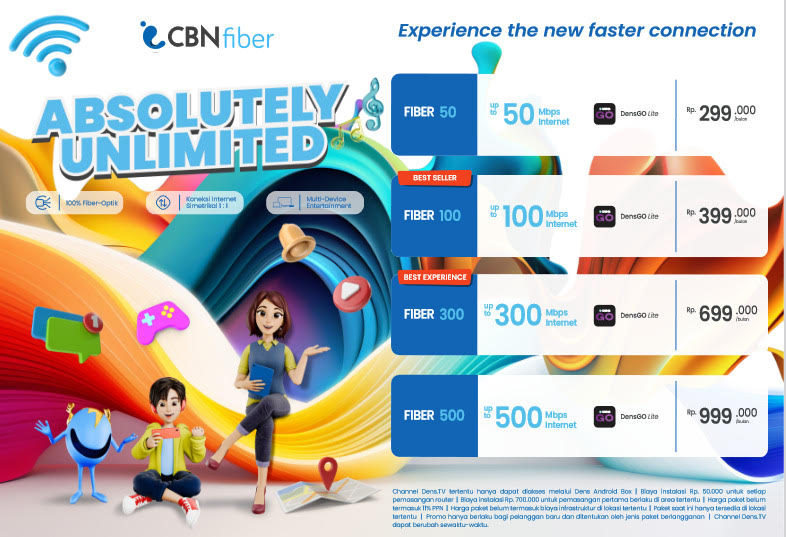 CBN fiber
Experience the new faster connection
ABSOLUTELY
UNLIMITED
100% Fiber-Optik
Koneksi Internet
Simetrikal 1 : 1
Multi-Device
Entertainment
1
FIBER 50
up to 50 Mbps Internet
GO
DensGO Lite
Rp. 299.000 /bulan
BEST SELLER
FIBER 100
up to 100 Mbps Internet
GO
DensGO Lite
Rp. 399.000 /bulan
BEST EXPERIENCE
FIBER 300
up to 300 Mbps Internet
GO
DensGO Lite
Rp. 699.000 /bulan
FIBER 500
up to 500 Mbps Internet
GO
DensGO Lite
Rp. 999.000 /bulan
Channel Dens.TV tertentu hanya dapat diakses melalui Dens Android Box | Biaya instalasi Rp. 50.000 untuk setiap
pemasangan router | Biaya instalasi Rp. 700.000 untuk pemasangan pertama berlaku di area tertentu | Harga paket belum
termasuk 11% PPN | Harga paket belum termasuk biaya infrastruktur di lokasi tertentu | Paket saat ini hanya tersedia di lokasi
tertentu | Promo hanya berlaku bagi pelanggan baru dan ditentukan oleh jenis paket berlangganan | Channel Dens.TV
dapat berubah sewaktu-waktu.